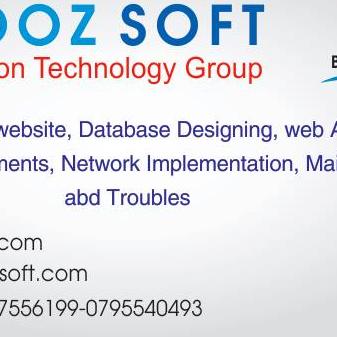 OOZ SOFT
on Technology Group
website, Database Designing, web A
ments, Network Implementation, Mai
abd Troubles
.com
soft.com
7556199-0795540493